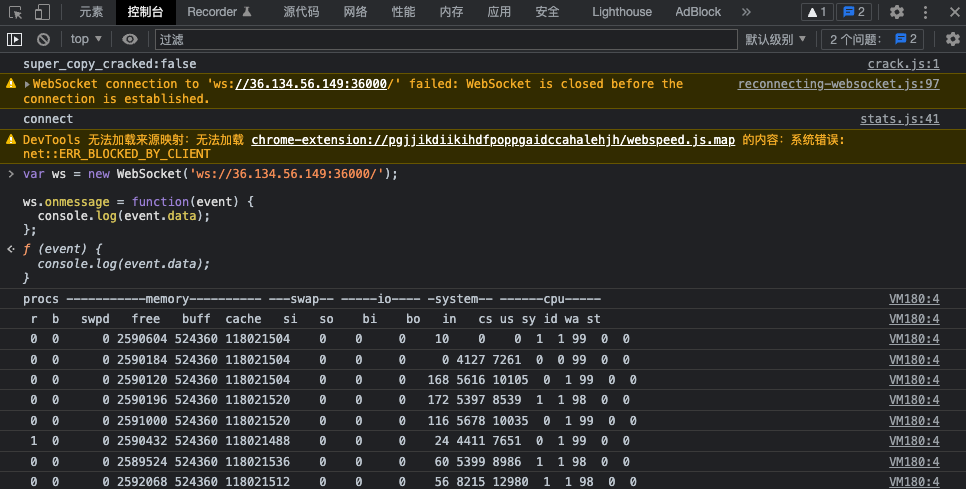 元素 控制台 Recorder 源代码 网络 性能 内存 应用 安全 Lighthouse AdBlock » 1 2
top ▼ 过滤 默认级别 ▼ 2 个问题: 2
super_copy_cracked:false crack.js:1
WebSocket connection to 'ws://36.134.56.149:36000/' failed: WebSocket is closed before the reconnecting-websocket.js:97
connection is established.
connect stats.js:41
DevTools 无法加载来源映射：无法加载 chrome-extension://pgjjikdiikihdfpoppgaidccahalehjh/webspeed.js.map 的内容：系统错误:
net::ERR_BLOCKED_BY_CLIENT
> var ws = new WebSocket('ws://36.134.56.149:36000/');
ws.onmessage = function(event) {
console.log(event.data);
};
ƒ (event) {
console.log(event.data);
}
procs -----------memory---------- ---swap-- -----io---- -system-- ------cpu----- VM180:4
r b swpd free buff cache si so bi bo in cs us sy id wa st VM180:4
0 0 0 2590604 524360 118021504 0 0 0 10 0 0 1 1 99 0 0 VM180:4
0 0 0 2590184 524360 118021504 0 0 0 0 4127 7261 0 0 99 0 0 VM180:4
0 0 0 2590120 524360 118021504 0 0 0 168 5616 10105 0 1 99 0 0 VM180:4
0 0 0 2590196 524360 118021520 0 0 0 172 5397 8539 1 1 98 0 0 VM180:4
0 0 0 2591000 524360 118021520 0 0 0 116 5678 10035 0 1 99 0 0 VM180:4
1 0 0 2590432 524360 118021488 0 0 0 24 4411 7651 0 1 99 0 0 VM180:4
0 0 0 2589524 524360 118021536 0 0 0 60 5399 8986 1 1 98 0 0 VM180:4
0 0 0 2592068 524360 118021512 0 0 0 56 8215 12980 1 1 98 0 0 VM180:4